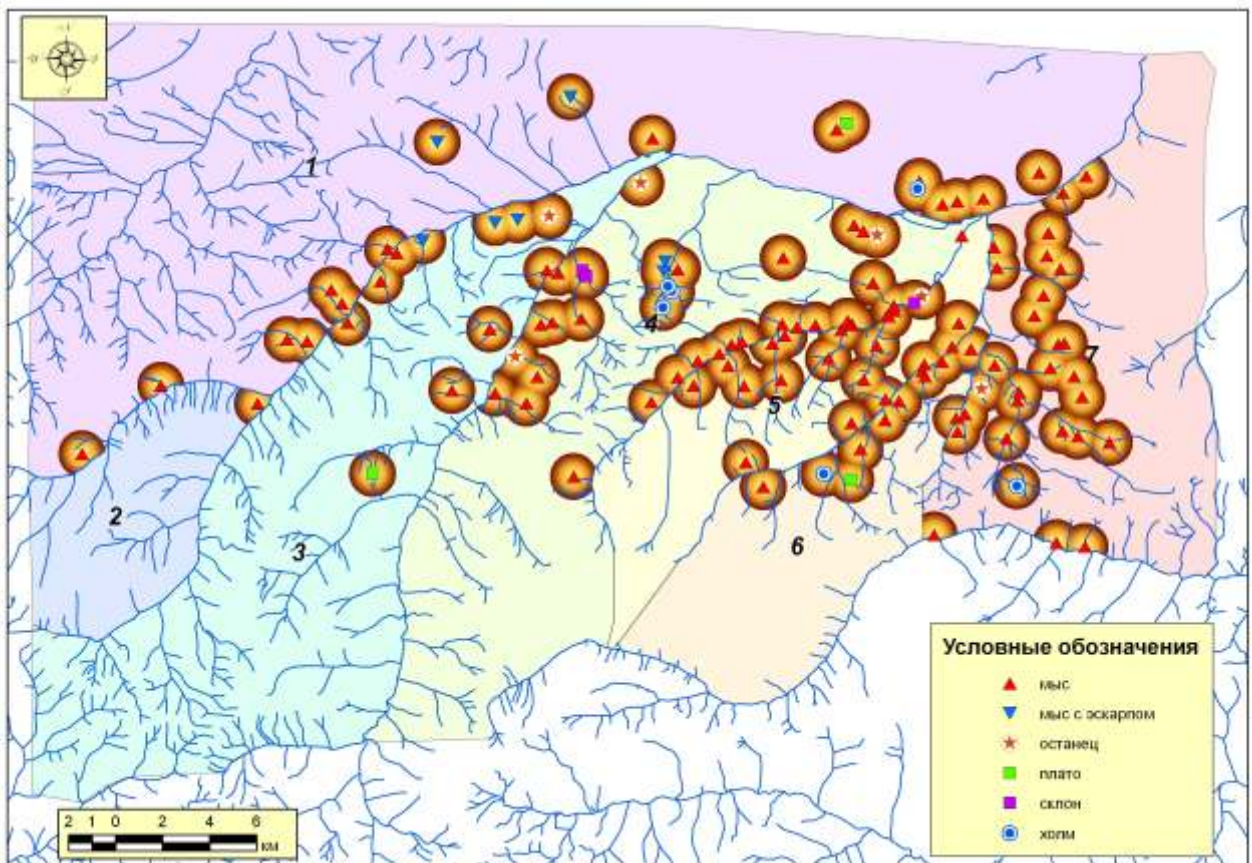 1
4
7
5
2
3
6
Условные обозначения
мыс
мыс с эскарпом
останец
плато
склон
холм
2 1 0 2 4 6
км